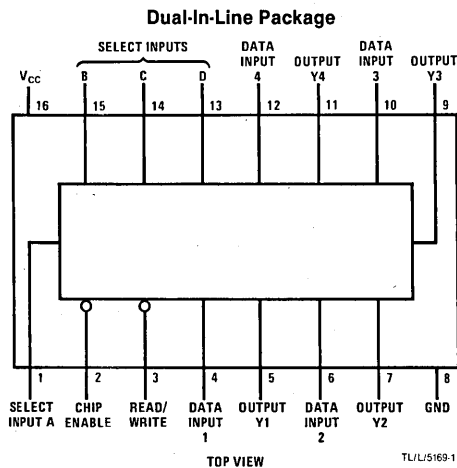 Dual-In-Line Package
SELECT INPUTS
DATA INPUT 4
DATA INPUT 3
VCC
B
C
D
OUTPUT Y4
OUTPUT Y3
16
15
14
13
12
11
10
9
1
2
3
4
5
6
7
8
SELECT INPUT A
CHIP ENABLE
READ/WRITE
DATA INPUT 1
OUTPUT Y1
DATA INPUT 2
OUTPUT Y2
GND
TOP VIEW
TL/L/5169-1